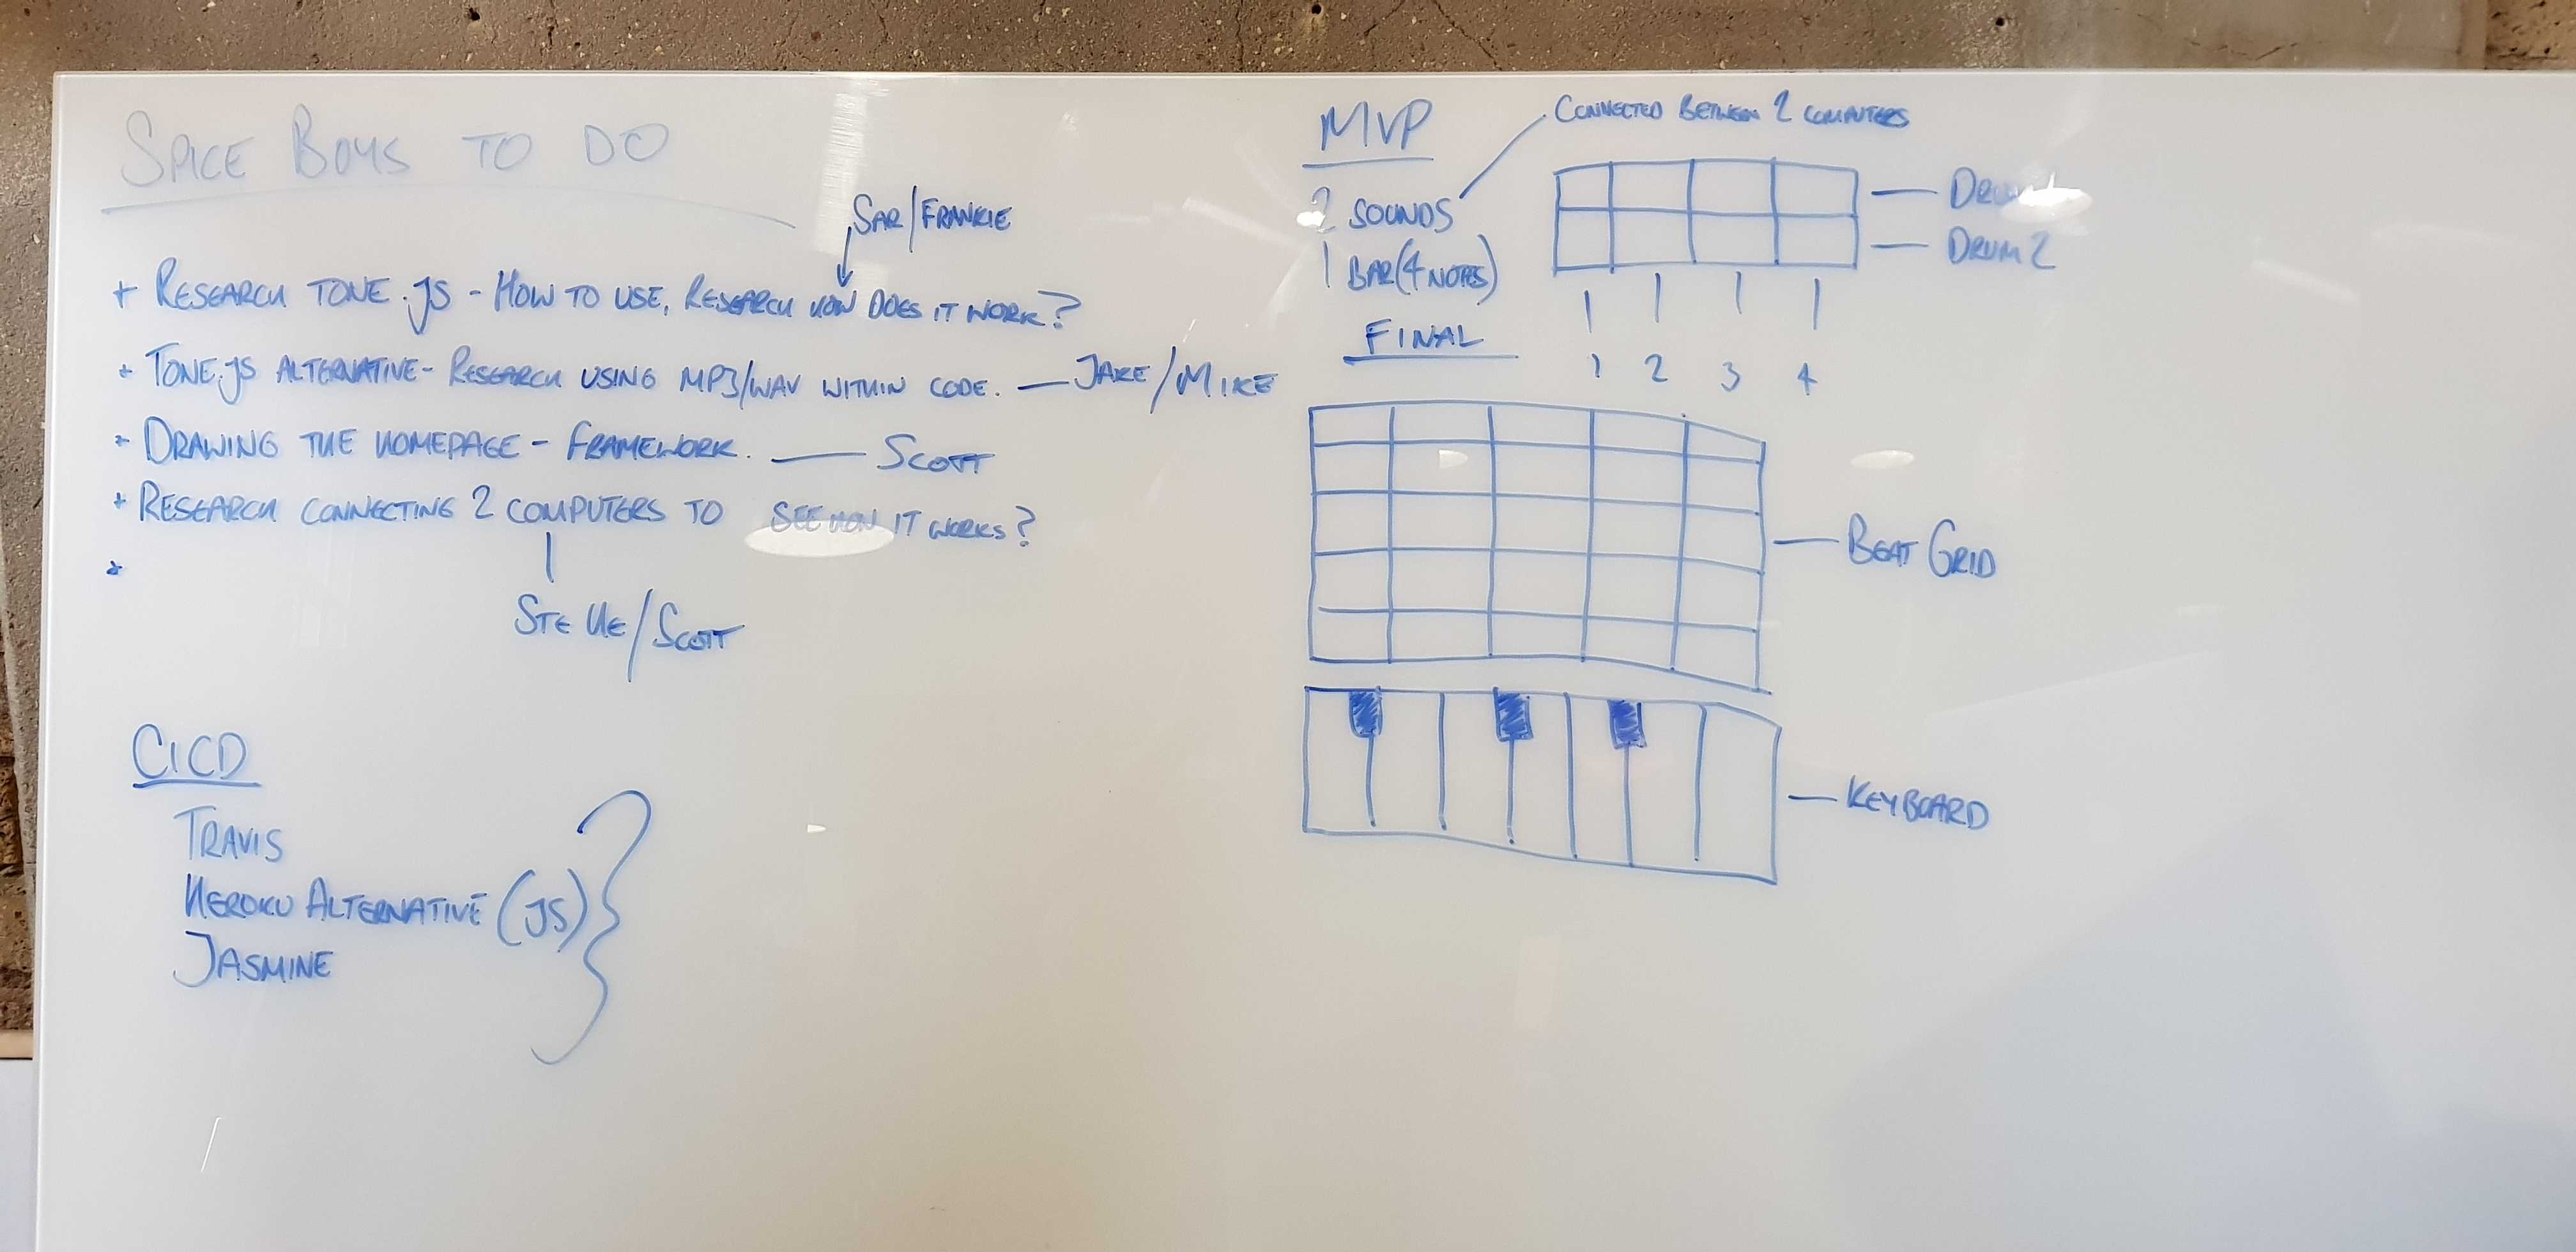 SPICE BOYS TO DO
SAR/FRANKIE
+ RESEARCH TONE.JS - HOW TO USE, RESEARCH HOW DOES IT WORK?
* TONE.JS ALTERNATIVE - RESEARCH USING MP3/WAV WITHIN CODE. — JAKE/MIKE
* DRAWING THE HOMEPAGE - FRAMEWORK. — SCOTT
* RESEARCH CONNECTING 2 COMPUTERS TO SEE HOW IT WORKS?
*
STEVE/SCOTT
CICD
TRAVIS
HEROKU ALTERNATIVE (JS)
JASMINE
MVP
CONNECTED BETWEEN 2 COMPUTERS
2 SOUNDS
1 BAR (4 NOTES)
DRUM
DRUM 2
1 2 3 4
FINAL
BEAT GRID
KEYBOARD